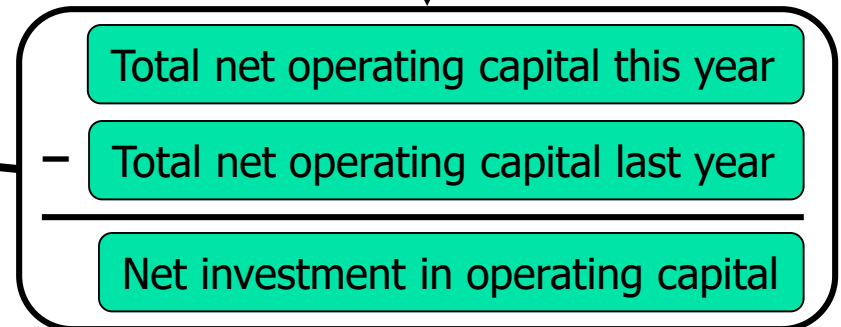 Total net operating capital this year
– Total net operating capital last year
Net investment in operating capital